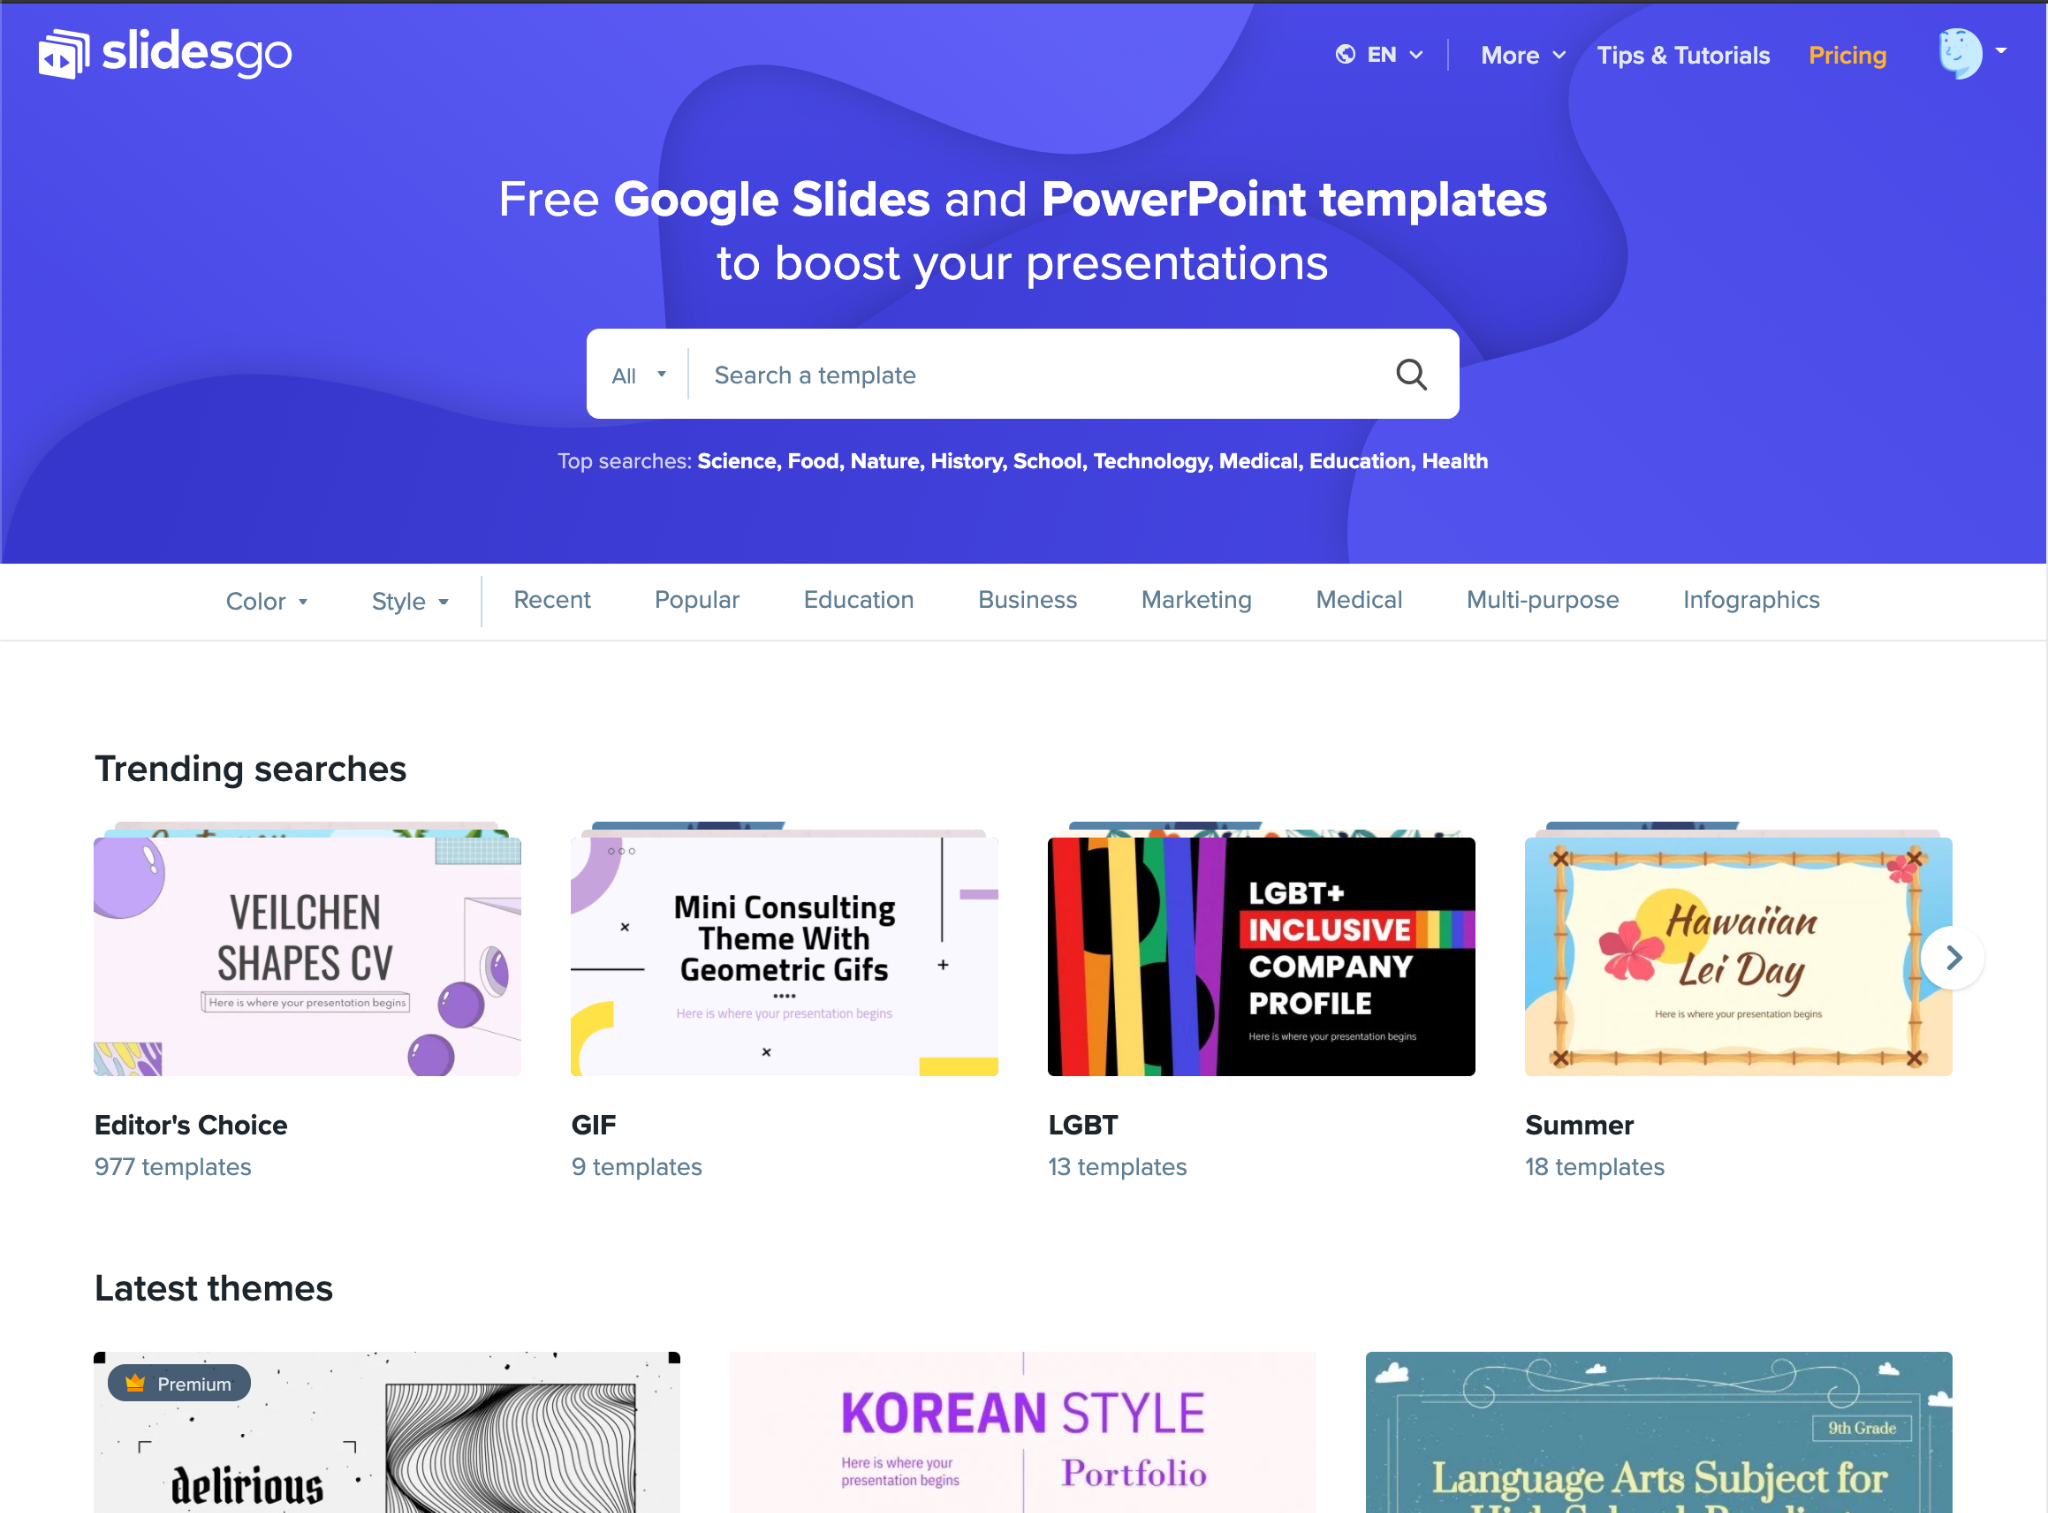 slidesgo
EN
More
Tips & Tutorials
Pricing
Free Google Slides and PowerPoint templates
to boost your presentations
All
Search a template
Top searches: Science, Food, Nature, History, School, Technology, Medical, Education, Health
Color
Style
Recent
Popular
Education
Business
Marketing
Medical
Multi-purpose
Infographics
Trending searches
VEILCHEN
SHAPES CV
Here is where your presentation begins
Mini Consulting
Theme With
Geometric Gifs
Here is where your presentation begins
LGBT+
INCLUSIVE
COMPANY
PROFILE
Here is where your presentation begins
Hawaiian
Lei Day
Here is where your presentation begins
Editor's Choice
977 templates
GIF
9 templates
LGBT
13 templates
Summer
18 templates
Latest themes
Premium
delirious
KOREAN STYLE
Here is where your
presentation begins
Portfolio
9th Grade
Language Arts Subject for